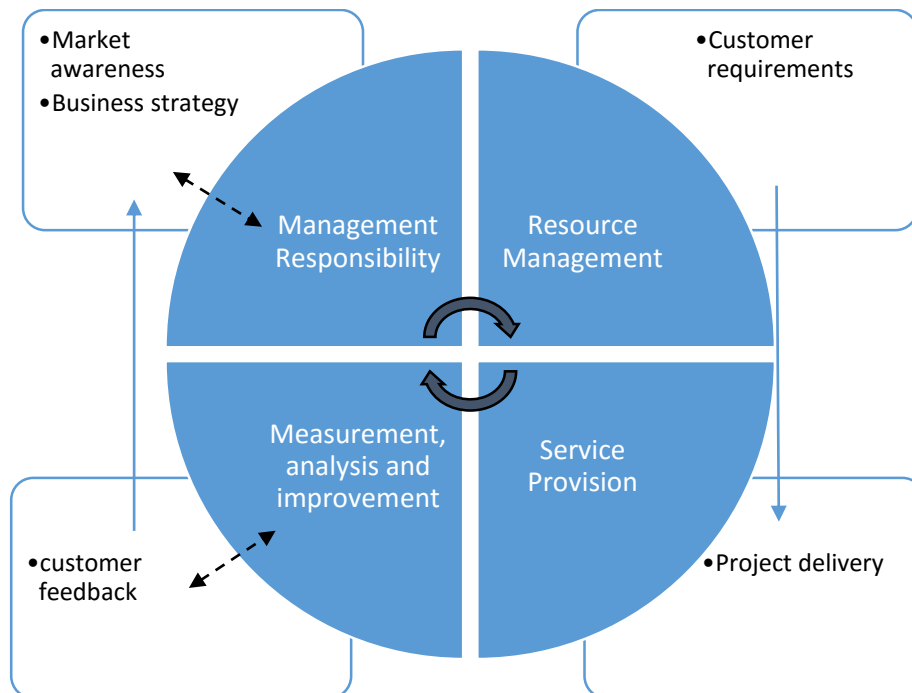 •Market
awareness
•Business strategy
•Customer
requirements
Management
Responsibility
Resource
Management
Measurement,
analysis and
improvement
Service
Provision
•customer
feedback
•Project delivery